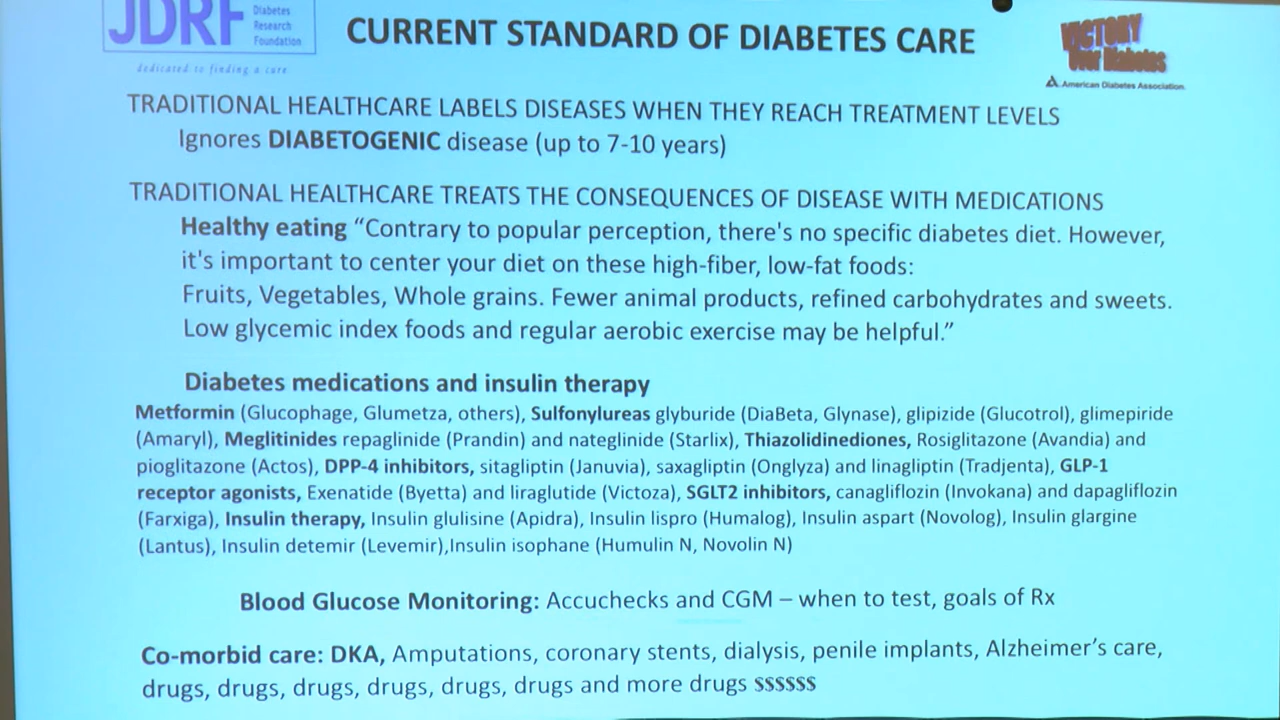 JDRF Diabetes
Research
Foundation
dedicated to finding a cure
CURRENT STANDARD OF DIABETES CARE
VICTORY
Over Diabetes
American Diabetes Association.
TRADITIONAL HEALTHCARE LABELS DISEASES WHEN THEY REACH TREATMENT LEVELS
Ignores DIABETOGENIC disease (up to 7-10 years)
TRADITIONAL HEALTHCARE TREATS THE CONSEQUENCES OF DISEASE WITH MEDICATIONS
Healthy eating “Contrary to popular perception, there's no specific diabetes diet. However,
it's important to center your diet on these high-fiber, low-fat foods:
Fruits, Vegetables, Whole grains. Fewer animal products, refined carbohydrates and sweets.
Low glycemic index foods and regular aerobic exercise may be helpful.”
Diabetes medications and insulin therapy
Metformin (Glucophage, Glumetza, others), Sulfonylureas glyburide (DiaBeta, Glynase), glipizide (Glucotrol), glimepiride
(Amaryl), Meglitinides repaglinide (Prandin) and nateglinide (Starlix), Thiazolidinediones, Rosiglitazone (Avandia) and
pioglitazone (Actos), DPP-4 inhibitors, sitagliptin (Januvia), saxagliptin (Onglyza) and linagliptin (Tradjenta), GLP-1
receptor agonists, Exenatide (Byetta) and liraglutide (Victoza), SGLT2 inhibitors, canagliflozin (Invokana) and dapagliflozin
(Farxiga), Insulin therapy, Insulin glulisine (Apidra), Insulin lispro (Humalog), Insulin aspart (Novolog), Insulin glargine
(Lantus), Insulin detemir (Levemir),Insulin isophane (Humulin N, Novolin N)
Blood Glucose Monitoring: Accuchecks and CGM – when to test, goals of Rx
Co-morbid care: DKA, Amputations, coronary stents, dialysis, penile implants, Alzheimer’s care,
drugs, drugs, drugs, drugs, drugs, drugs and more drugs $$$$$$